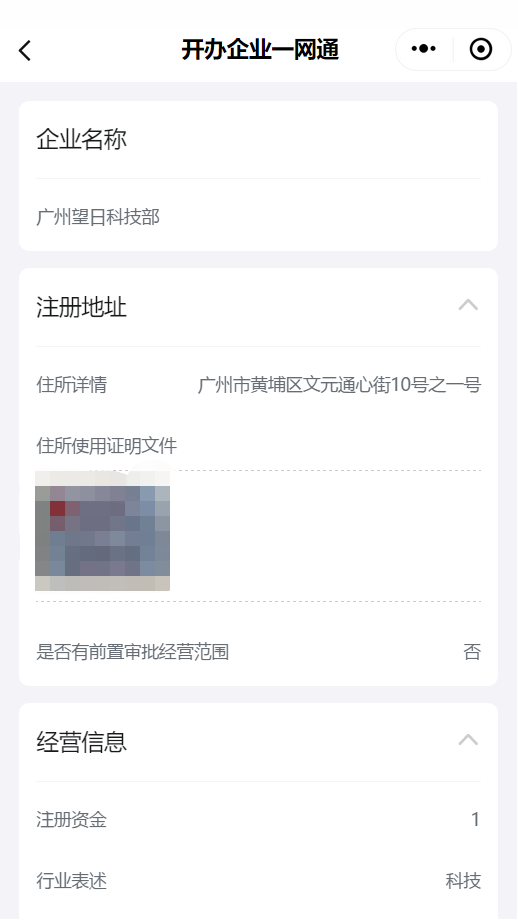 开办企业一网通
企业名称
广州望日科技部
注册地址
住所详情 广州市黄埔区文元通心街10号之一号
住所使用证明文件
是否有前置审批经营范围 否
经营信息
注册资金 1
行业表述 科技